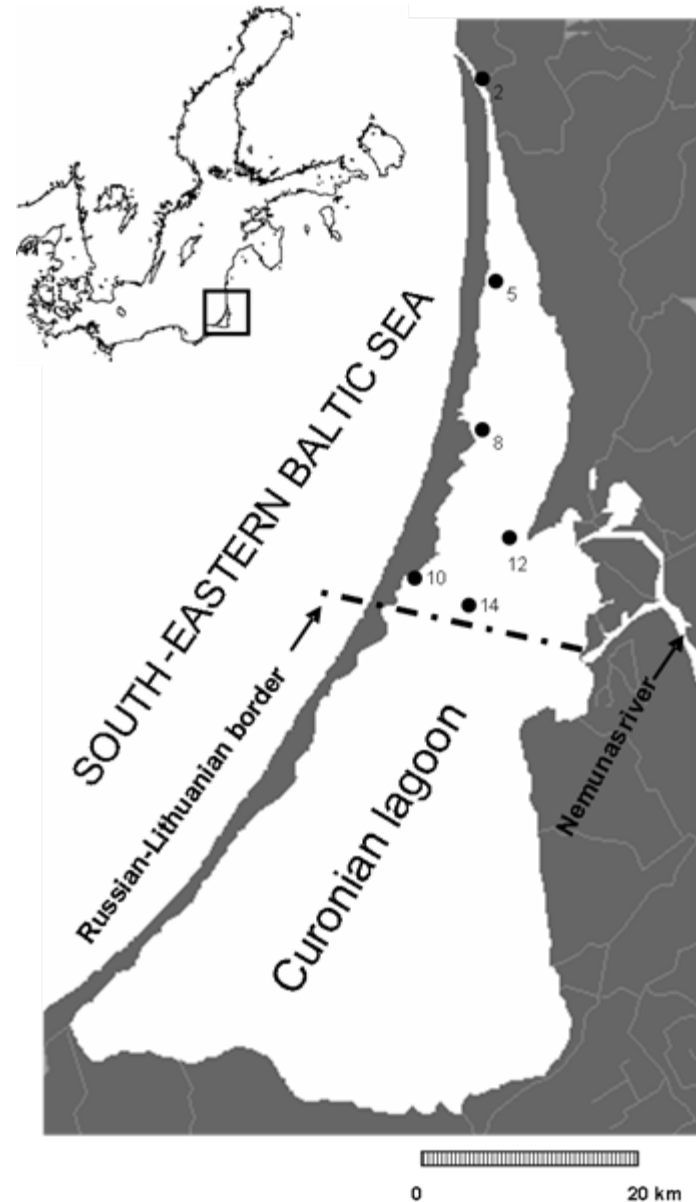 2
5
SOUTH-EASTERN BALTIC SEA
8
12
10
14
Russian-Lithuanian border
Nemunasriver
Curonian lagoon
0 20 km